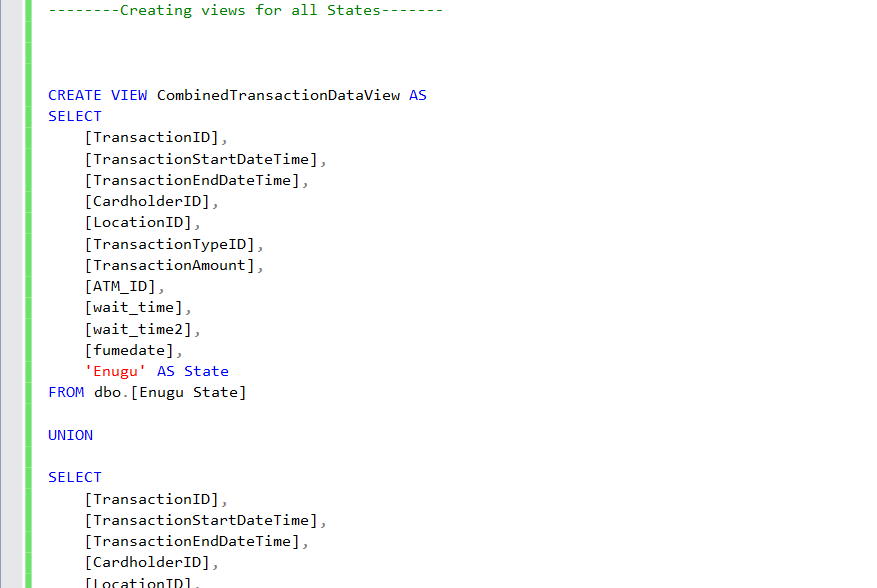 --------Creating views for all States-------
CREATE VIEW CombinedTransactionDataView AS
SELECT
[TransactionID],
[TransactionStartDateTime],
[TransactionEndDateTime],
[CardholderID],
[LocationID],
[TransactionTypeID],
[TransactionAmount],
[ATM_ID],
[wait_time],
[wait_time2],
[fumedate],
'Enugu' AS State
FROM dbo.[Enugu State]
UNION
SELECT
[TransactionID],
[TransactionStartDateTime],
[TransactionEndDateTime],
[CardholderID],
[LocationID],